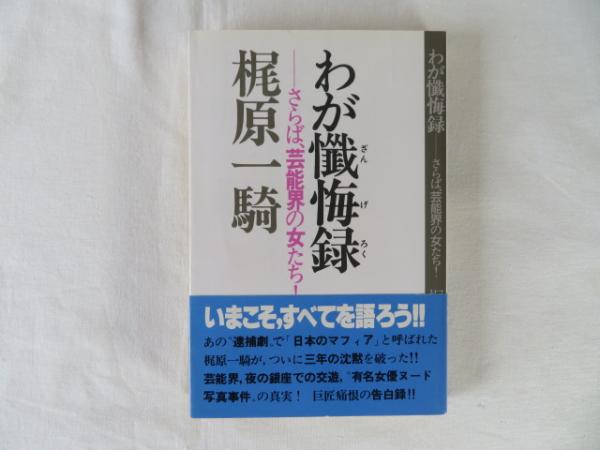 わが懺悔録
ざんげろく
——さらば、芸能界の女たち!
梶原一騎
いまこそ,すべてを語ろう!!
あの“逮捕劇”で「日本のマフィア」と呼ばれた
梶原一騎が、ついに三年の沈黙を破った!!
芸能界,夜の銀座での交遊,“有名女優ヌード
写真事件”の真実! 巨匠痛恨の告白録!!
わが懺悔録
——さらば、芸能界の女たち!